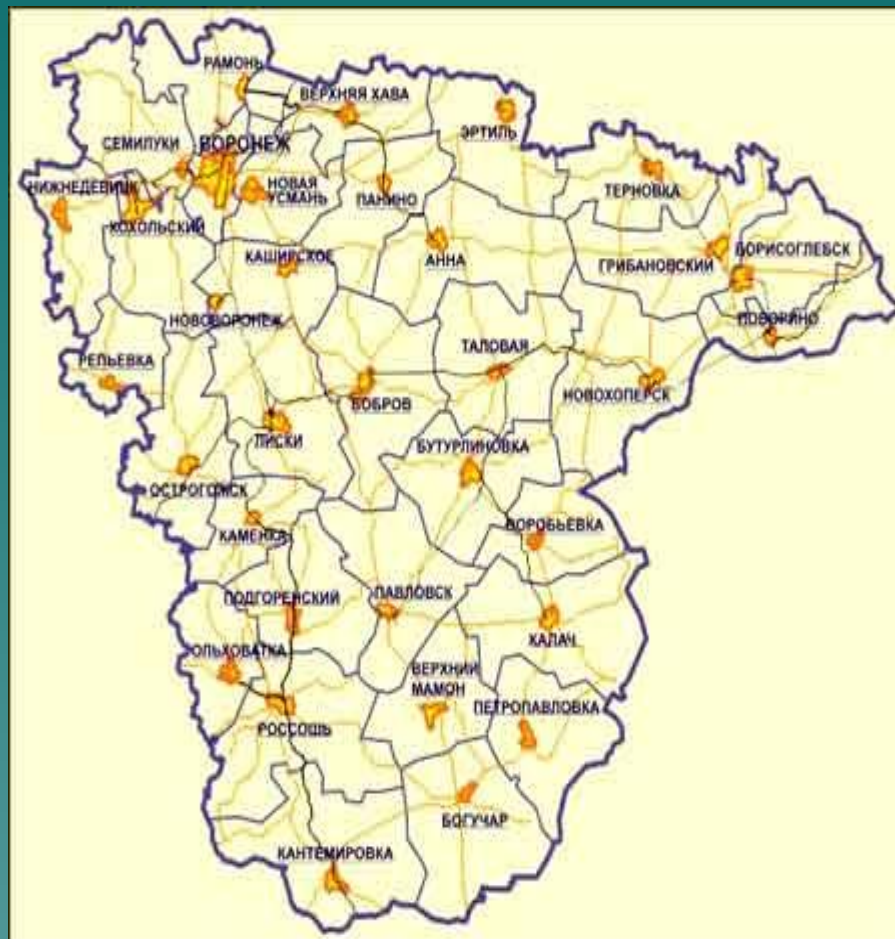 РАМОНЬ
ВЕРХНЯЯ ХАВА
ЭРТИЛЬ
СЕМИЛУКИ
ВОРОНЕЖ
НИЖНЕДЕВИЦК
НОВАЯ
УСМАНЬ
ПАНИНО
ТЕРНОВКА
КОХОЛЬСКИЙ
КАШИРСКОЕ
АННА
ГРИБАНОВСКИЙ
БОРИСОГЛЕБСК
НОВОВОРОНЕЖ
ПОВОРИНО
РЕПЬЕВКА
ТАЛОВАЯ
БОБРОВ
НОВОХОПЕРСК
ЛИСКИ
БУТУРЛИНОВКА
ОСТРОГОЖСК
КАМЕНКА
ВОРОБЬЕВКА
ПОДГОРЕНСКИЙ
ПАВЛОВСК
КАЛАЧ
ОЛЬХОВАТКА
ВЕРХНИЙ
МАМОН
РОССОШЬ
ПЕТРОПАВЛОВКА
БОГУЧАР
КАНТЕМИРОВКА